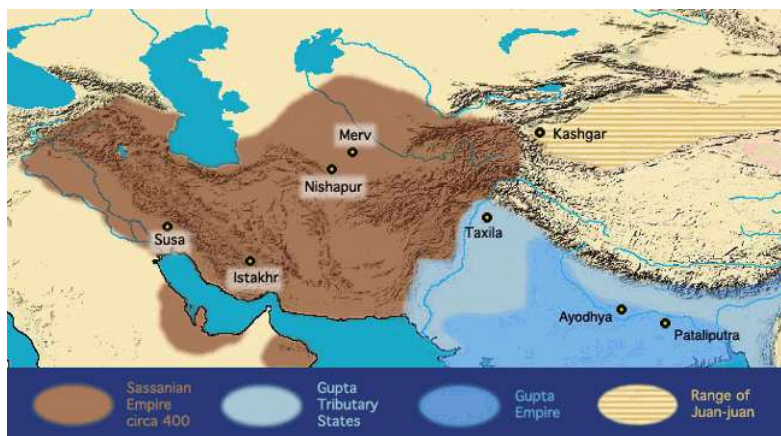 Merv
Kashgar
Nishapur
Taxila
Susa
Istakhr
Ayodhya
Pataliputra
Sassanian
Empire
circa 400
Gupta
Tributary
States
Gupta
Empire
Range of
Juan-juan